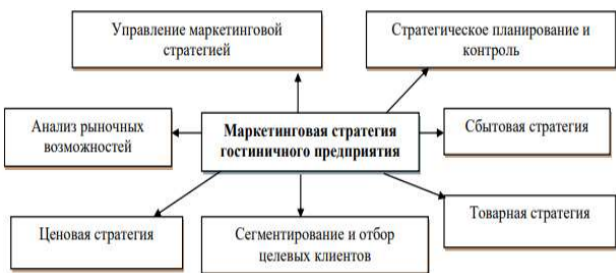 Управление маркетинговой
стратегией
Стратегическое планирование и
контроль
Анализ рыночных
возможностей
Маркетинговая стратегия
гостиничного предприятия
Сбытовая стратегия
Ценовая стратегия
Сегментирование и отбор
целевых клиентов
Товарная стратегия